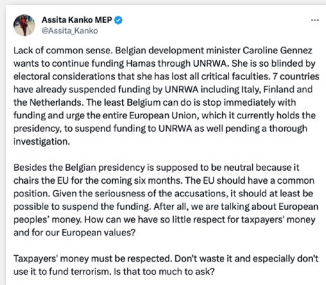 Assita Kanko MEP
@Assita_Kanko
Lack of common sense. Belgian development minister Caroline Gennez
wants to continue funding Hamas through UNRWA. She is so blinded by
electoral considerations that she has lost all critical faculties. 7 countries
have already suspended funding by UNRWA including Italy, Finland and
the Netherlands. The least Belgium can do is stop immediately with
funding and urge the entire European Union, which it currently holds the
presidency, to suspend funding to UNRWA as well pending a thorough
investigation.
Besides the Belgian presidency is supposed to be neutral because it
chairs the EU for the coming six months. The EU should have a common
position. Given the seriousness of the accusations, it should at least be
possible to suspend the funding. After all, we are talking about European
peoples' money. How can we have so little respect for taxpayers' money
and for our European values?
Taxpayers' money must be respected. Don't waste it and especially don't
use it to fund terrorism. Is that too much to ask?